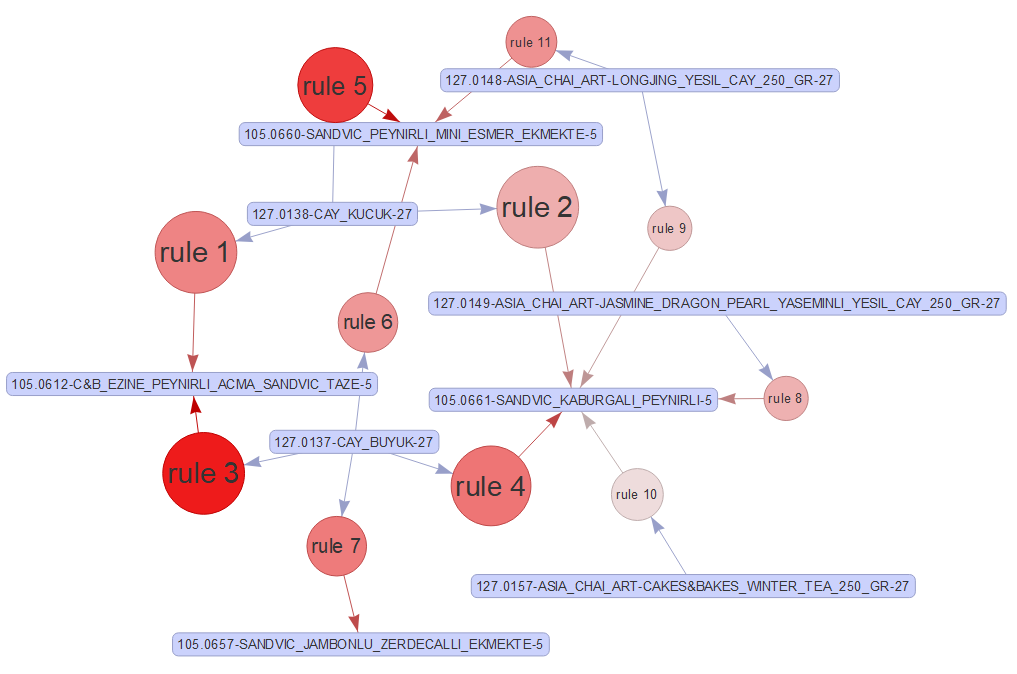 rule 11
127.0148-ASIA_CHAI_ART-LONGJING_YESIL_CAY_250_GR-27
rule 5
105.0660-SANDVIC_PEYNIRLI_MINI_ESMER_EKMEKTE-5
rule 2
127.0138-CAY_KUCUK-27
rule 9
rule 1
127.0149-ASIA_CHAI_ART-JASMINE_DRAGON_PEARL_YASEMINLI_YESIL_CAY_250_GR-27
rule 6
105.0612-C&B_EZINE_PEYNIRLI_ACMA_SANDVIC_TAZE-5
105.0661-SANDVIC_KABURGALI_PEYNIRLI-5
rule 8
127.0137-CAY_BUYUK-27
rule 3
rule 4
rule 10
rule 7
127.0157-ASIA_CHAI_ART-CAKES&BAKES_WINTER_TEA_250_GR-27
105.0657-SANDVIC_JAMBONLU_ZERDECALLI_EKMEKTE-5